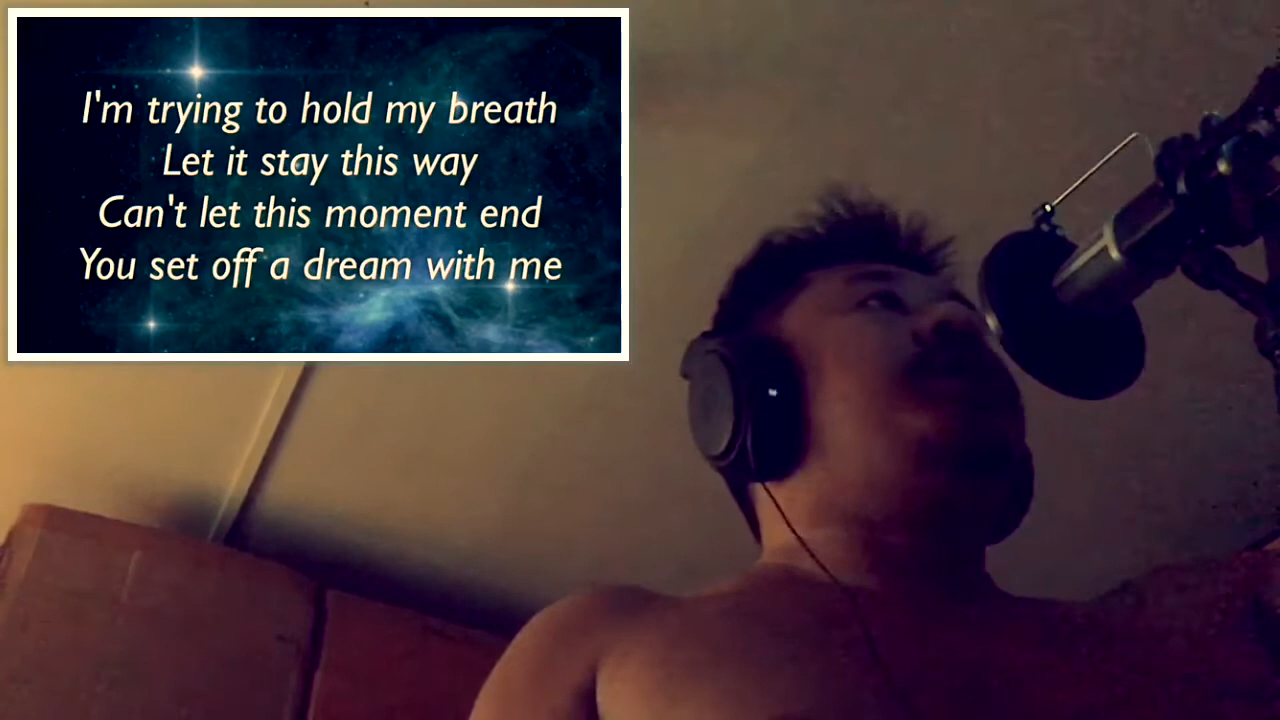 I'm trying to hold my breath
Let it stay this way
Can't let this moment end
You set off a dream with me